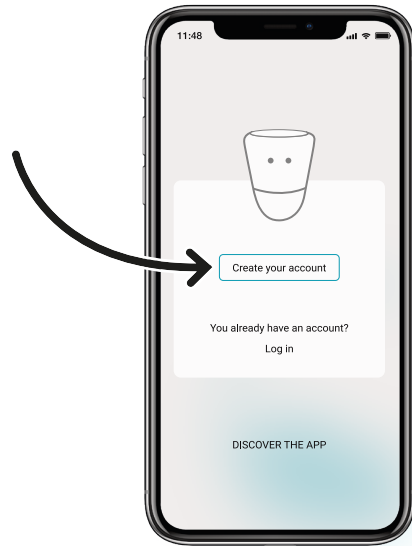 11:48
Create your account
You already have an account?
Log in
DISCOVER THE APP